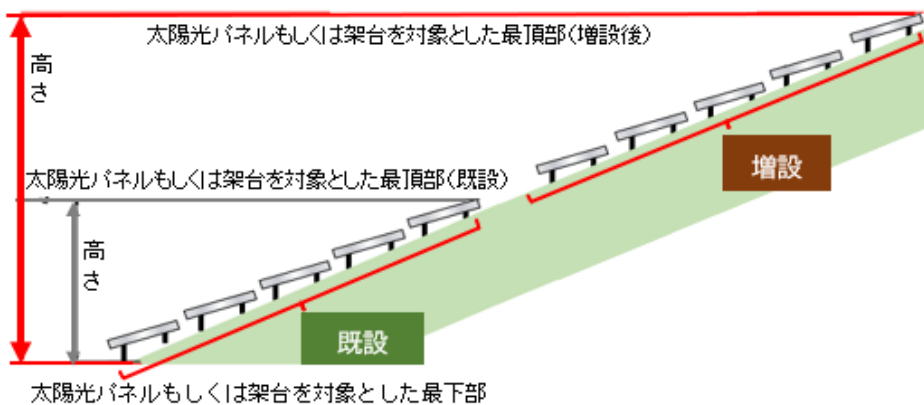 太陽光パネルもしくは架台を対象とした最頂部(増設後)
高さ
増設
太陽光パネルもしくは架台を対象とした最頂部(既設)
高さ
既設
太陽光パネルもしくは架台を対象とした最下部